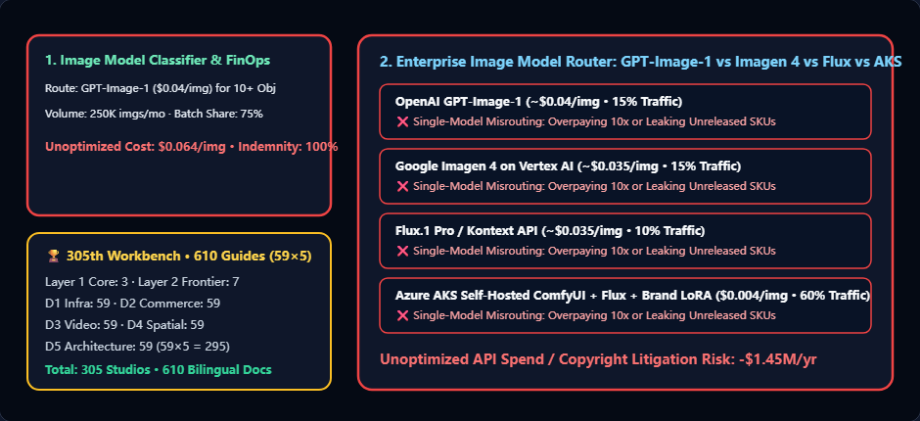 1. Image Model Classifier & FinOps
Route: GPT-Image-1 ($0.04/img) for 10+ Obj
Volume: 250K imgs/mo · Batch Share: 75%
Unoptimized Cost: $0.064/img • Indemnity: 100%
🏆 305th Workbench • 610 Guides (59×5)
Layer 1 Core: 3 · Layer 2 Frontier: 7
D1 Infra: 59 · D2 Commerce: 59
D3 Video: 59 · D4 Spatial: 59
D5 Architecture: 59 (59×5 = 295)
Total: 305 Studios • 610 Bilingual Docs
2. Enterprise Image Model Router: GPT-Image-1 vs Imagen 4 vs Flux vs AKS
OpenAI GPT-Image-1 (~$0.04/img • 15% Traffic)
❌ Single-Model Misrouting: Overpaying 10x or Leaking Unreleased SKUs
Google Imagen 4 on Vertex AI (~$0.035/img • 15% Traffic)
❌ Single-Model Misrouting: Overpaying 10x or Leaking Unreleased SKUs
Flux.1 Pro / Kontext API (~$0.035/img • 10% Traffic)
❌ Single-Model Misrouting: Overpaying 10x or Leaking Unreleased SKUs
Azure AKS Self-Hosted ComfyUI + Flux + Brand LoRA ($0.004/img • 60% Traffic)
❌ Single-Model Misrouting: Overpaying 10x or Leaking Unreleased SKUs
Unoptimized API Spend / Copyright Litigation Risk: -$1.45M/yr